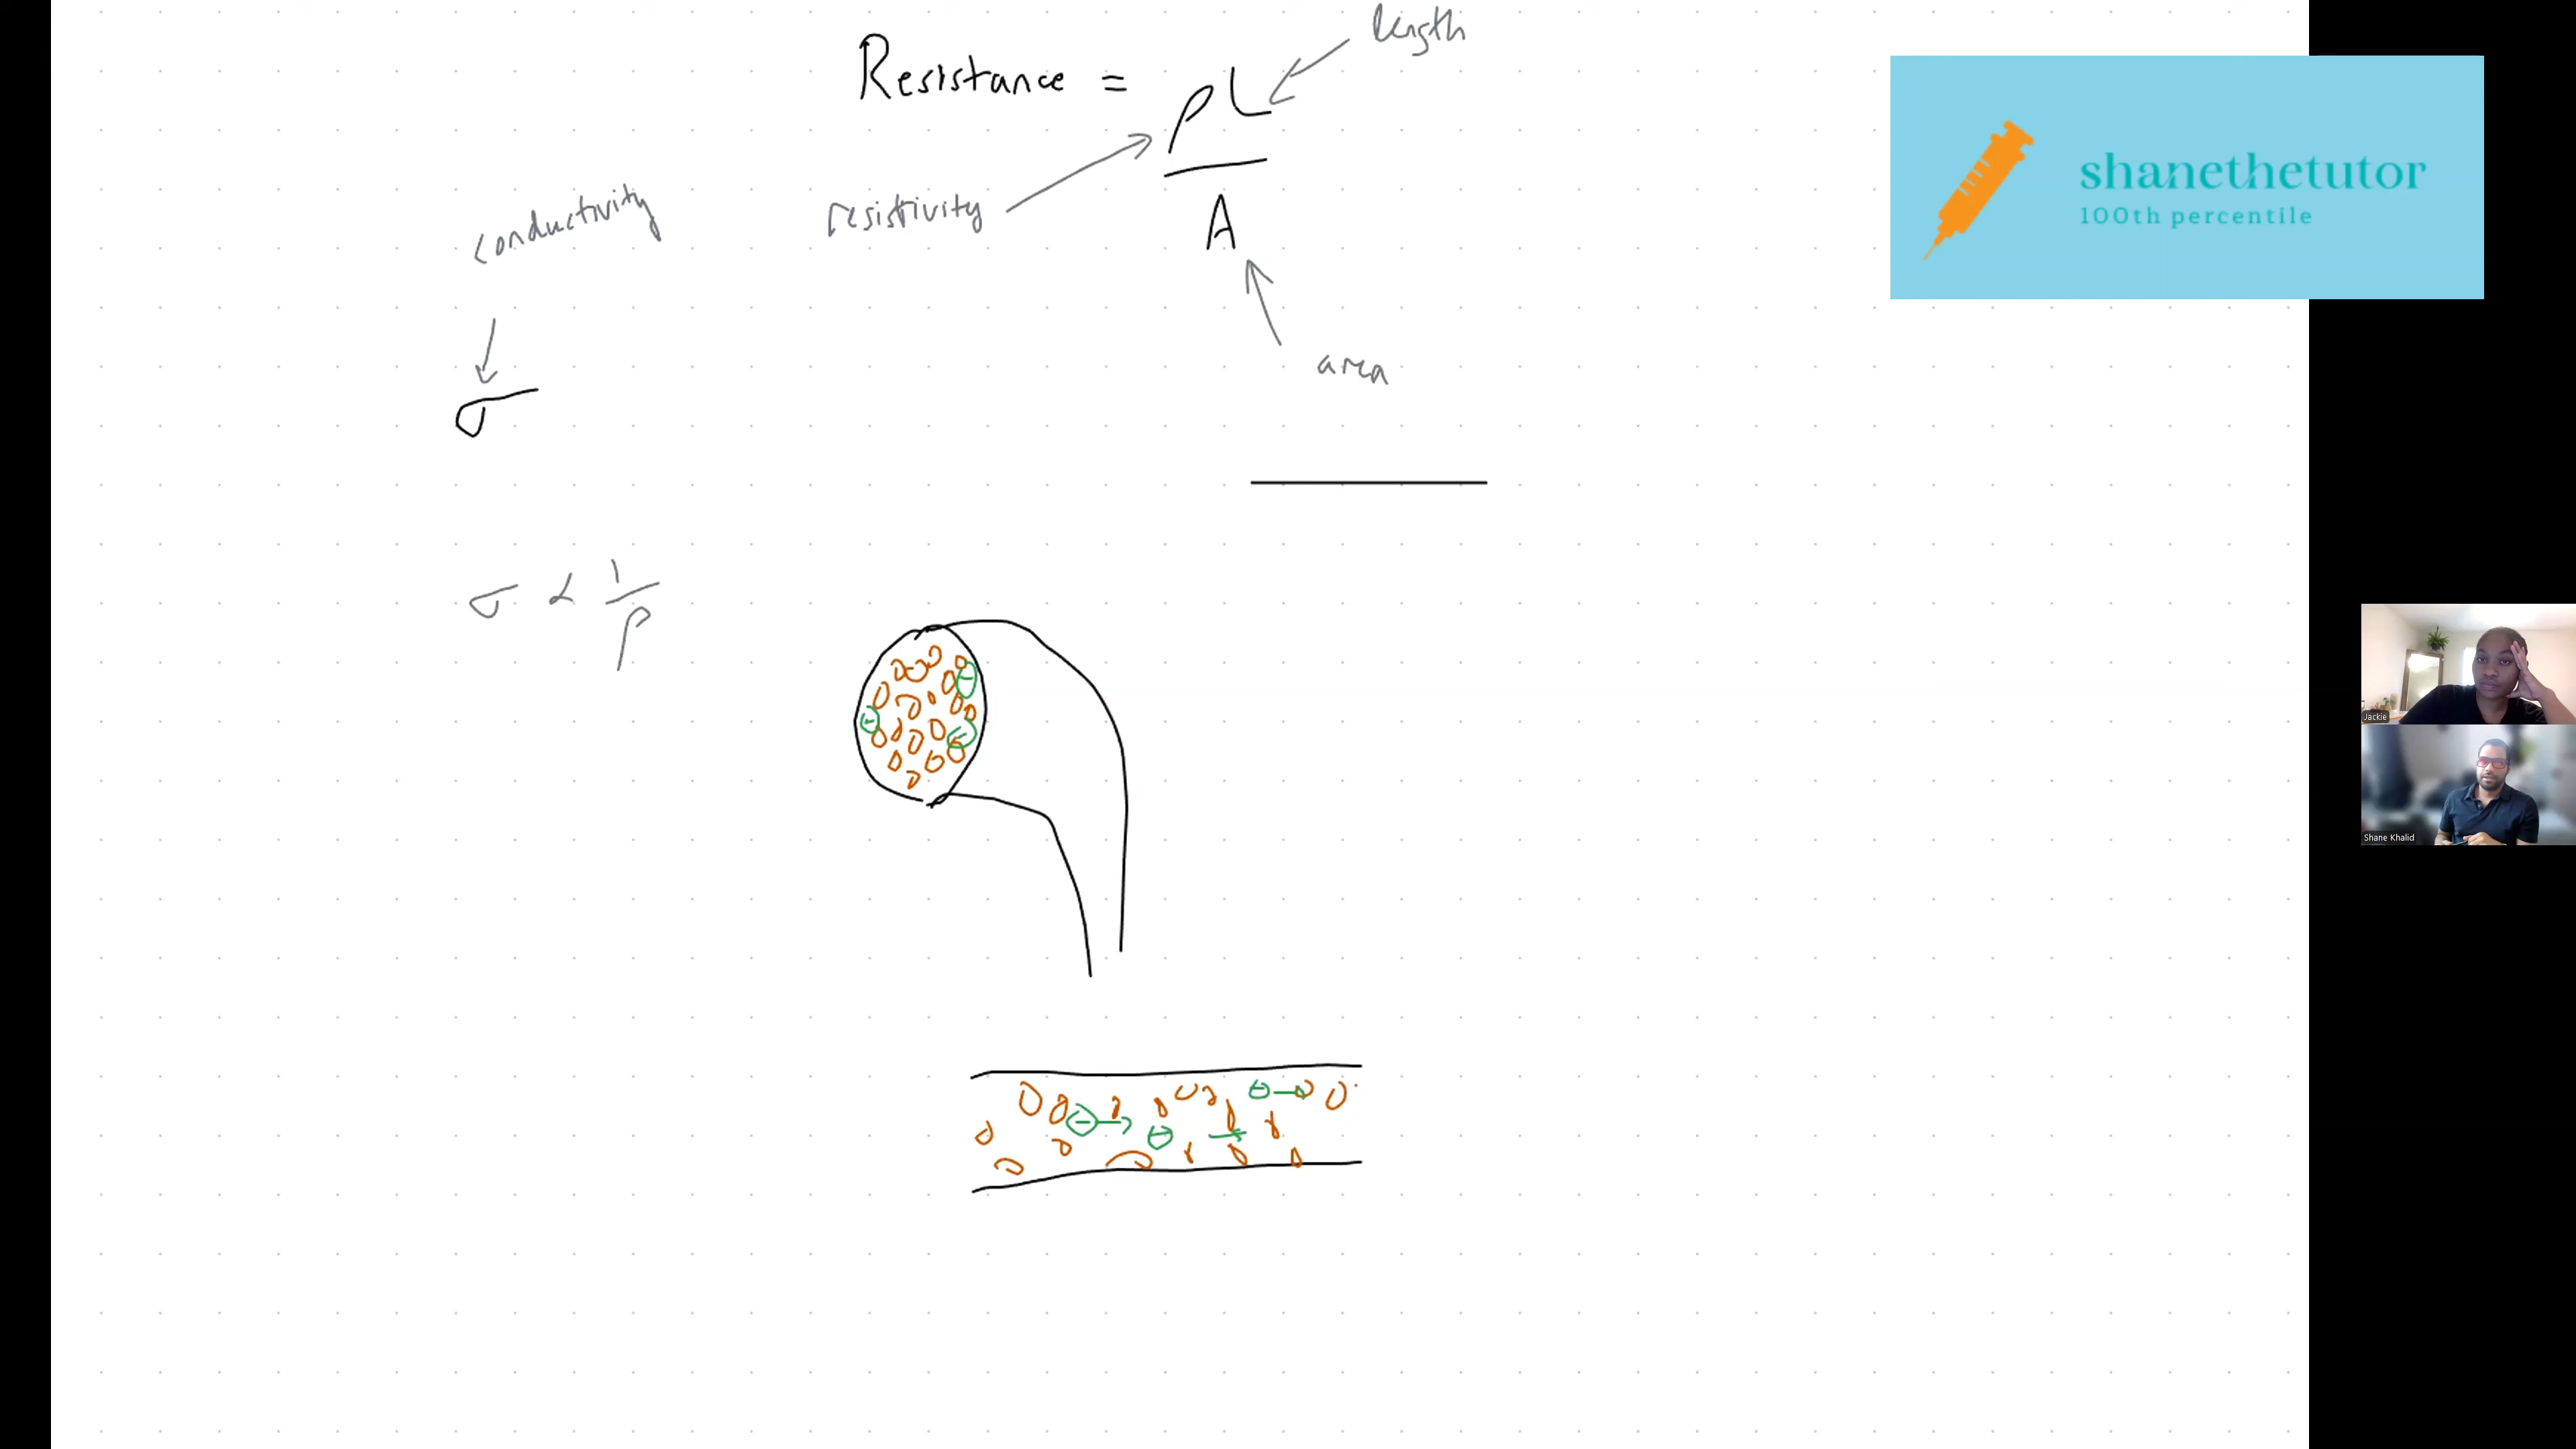 length
Resistance = ρL
A
resistivity
conductivity
area
σ
σ ∝ 1
ρ
shanethetutor
100th percentile
Jackie
Shane Khalid